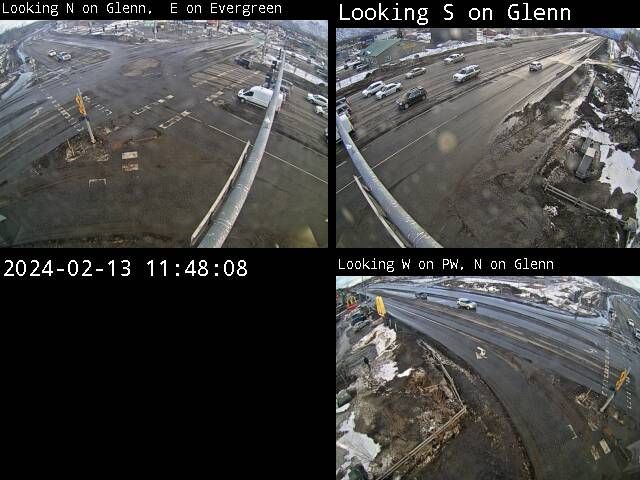 Looking N on Glenn, E on Evergreen
Looking S on Glenn
2024-02-13 11:48:08
Looking W on PW, N on Glenn